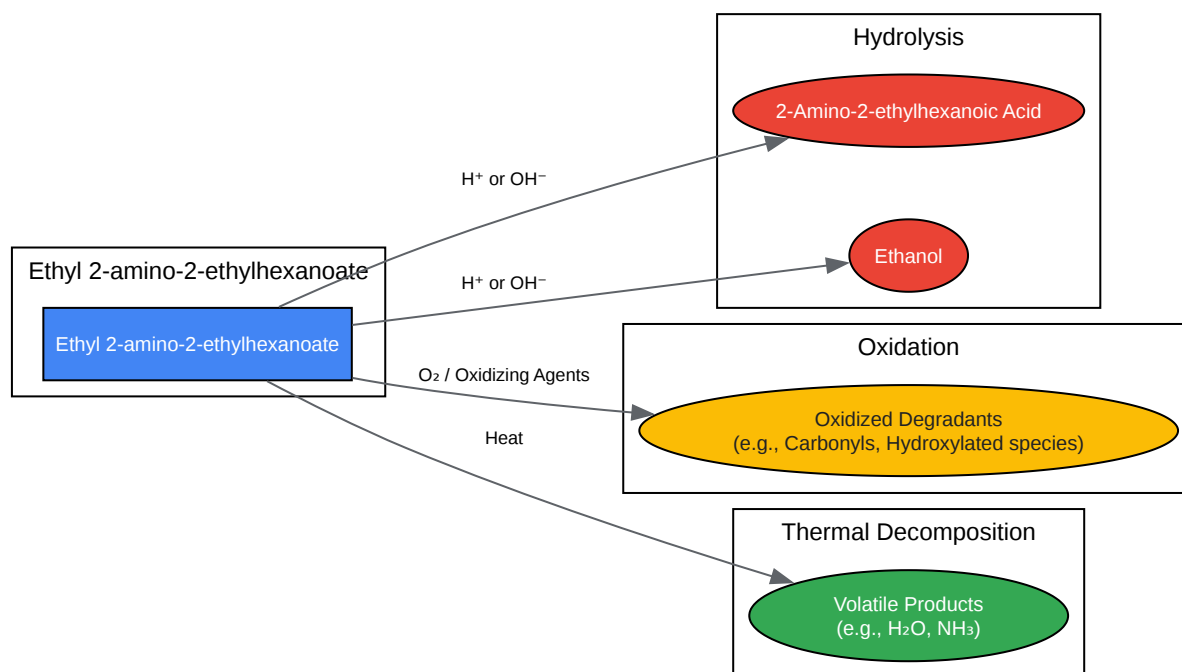 Hydrolysis
2-Amino-2-ethylhexanoic Acid
H⁺ or OH⁻
Ethanol
Ethyl 2-amino-2-ethylhexanoate
H⁺ or OH⁻
Ethyl 2-amino-2-ethylhexanoate
Oxidation
O₂ / Oxidizing Agents
Oxidized Degradants
(e.g., Carbonyls, Hydroxylated species)
Heat
Thermal Decomposition
Volatile Products
(e.g., H₂O, NH₃)